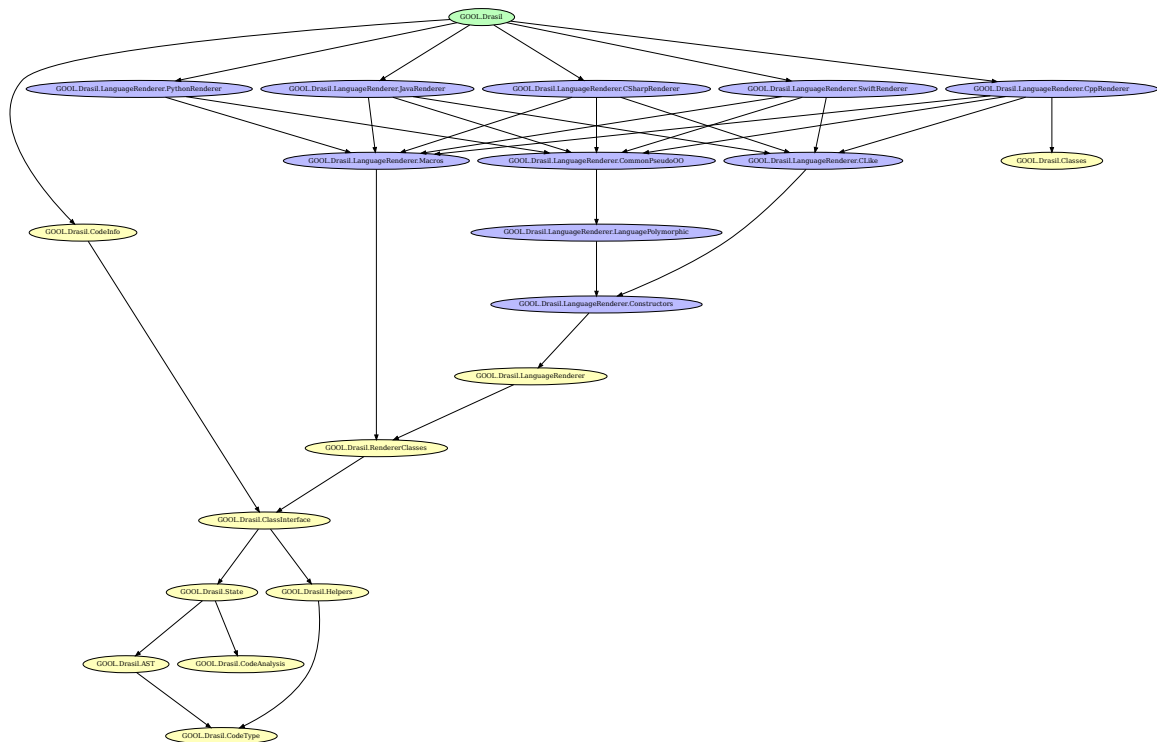 GOOL.Drasil
GOOL.Drasil.LanguageRenderer.PythonRenderer
GOOL.Drasil.LanguageRenderer.JavaRenderer
GOOL.Drasil.LanguageRenderer.CSharpRenderer
GOOL.Drasil.LanguageRenderer.SwiftRenderer
GOOL.Drasil.LanguageRenderer.CppRenderer
GOOL.Drasil.LanguageRenderer.Macros
GOOL.Drasil.LanguageRenderer.CommonPseudoOO
GOOL.Drasil.LanguageRenderer.CLike
GOOL.Drasil.Classes
GOOL.Drasil.CodeInfo
GOOL.Drasil.LanguageRenderer.LanguagePolymorphic
GOOL.Drasil.LanguageRenderer.Constructors
GOOL.Drasil.LanguageRenderer
GOOL.Drasil.RendererClasses
GOOL.Drasil.ClassInterface
GOOL.Drasil.State
GOOL.Drasil.Helpers
GOOL.Drasil.AST
GOOL.Drasil.CodeAnalysis
GOOL.Drasil.CodeType